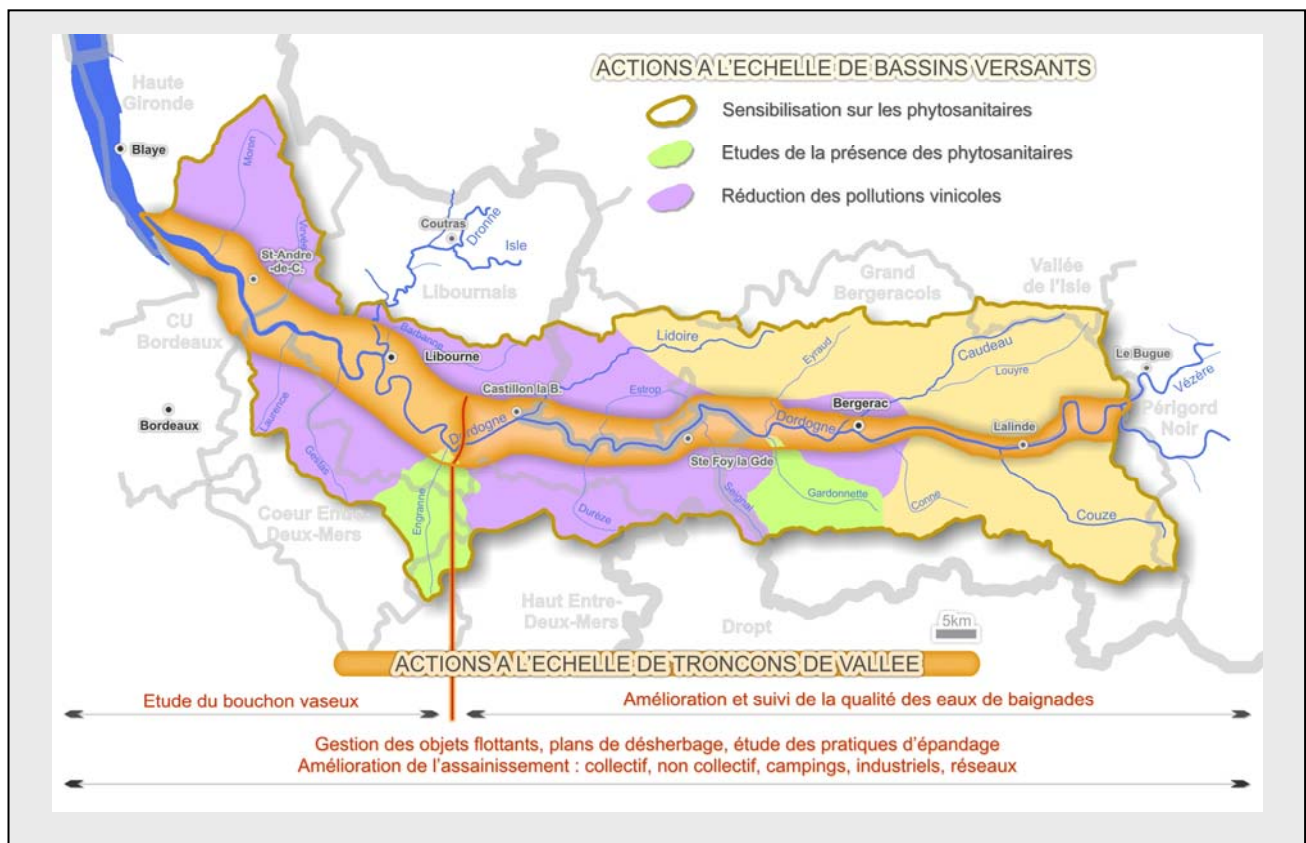 ACTIONS A L'ECHELLE DE BASSINS VERSANTS
Sensibilisation sur les phytosanitaires
Etudes de la présence des phytosanitaires
Réduction des pollutions vinicoles
Haute
Gironde
Blaye
Moron
Virvée
St-Andre
-de-C.
Coutras
Dronne
Isle
Libournais
CU
Bordeaux
Bordeaux
Barbanne
Libourne
Lidoire
Grand
Bergeracois
Vallée
de l'Isle
Eyraud
Caudeau
Louyre
Le Bugue
Vézère
Périgord
Noir
Castillon la B.
Estrop
Bergerac
Dordogne
Dordogne
Lalinde
Laurence
Gestas
Ste Foy la Gde
Engranne
Durèze
Seignal
Gardonnette
Conne
Couze
Coeur Entre-
Deux-Mers
Haut Entre-
Deux-Mers
Dropt
5km
ACTIONS A L'ECHELLE DE TRONCONS DE VALLEE
Etude du bouchon vaseux
Amélioration et suivi de la qualité des eaux de baignades
Gestion des objets flottants, plans de désherbage, étude des pratiques d'épandage
Amélioration de l'assainissement : collectif, non collectif, campings, industriels, réseaux